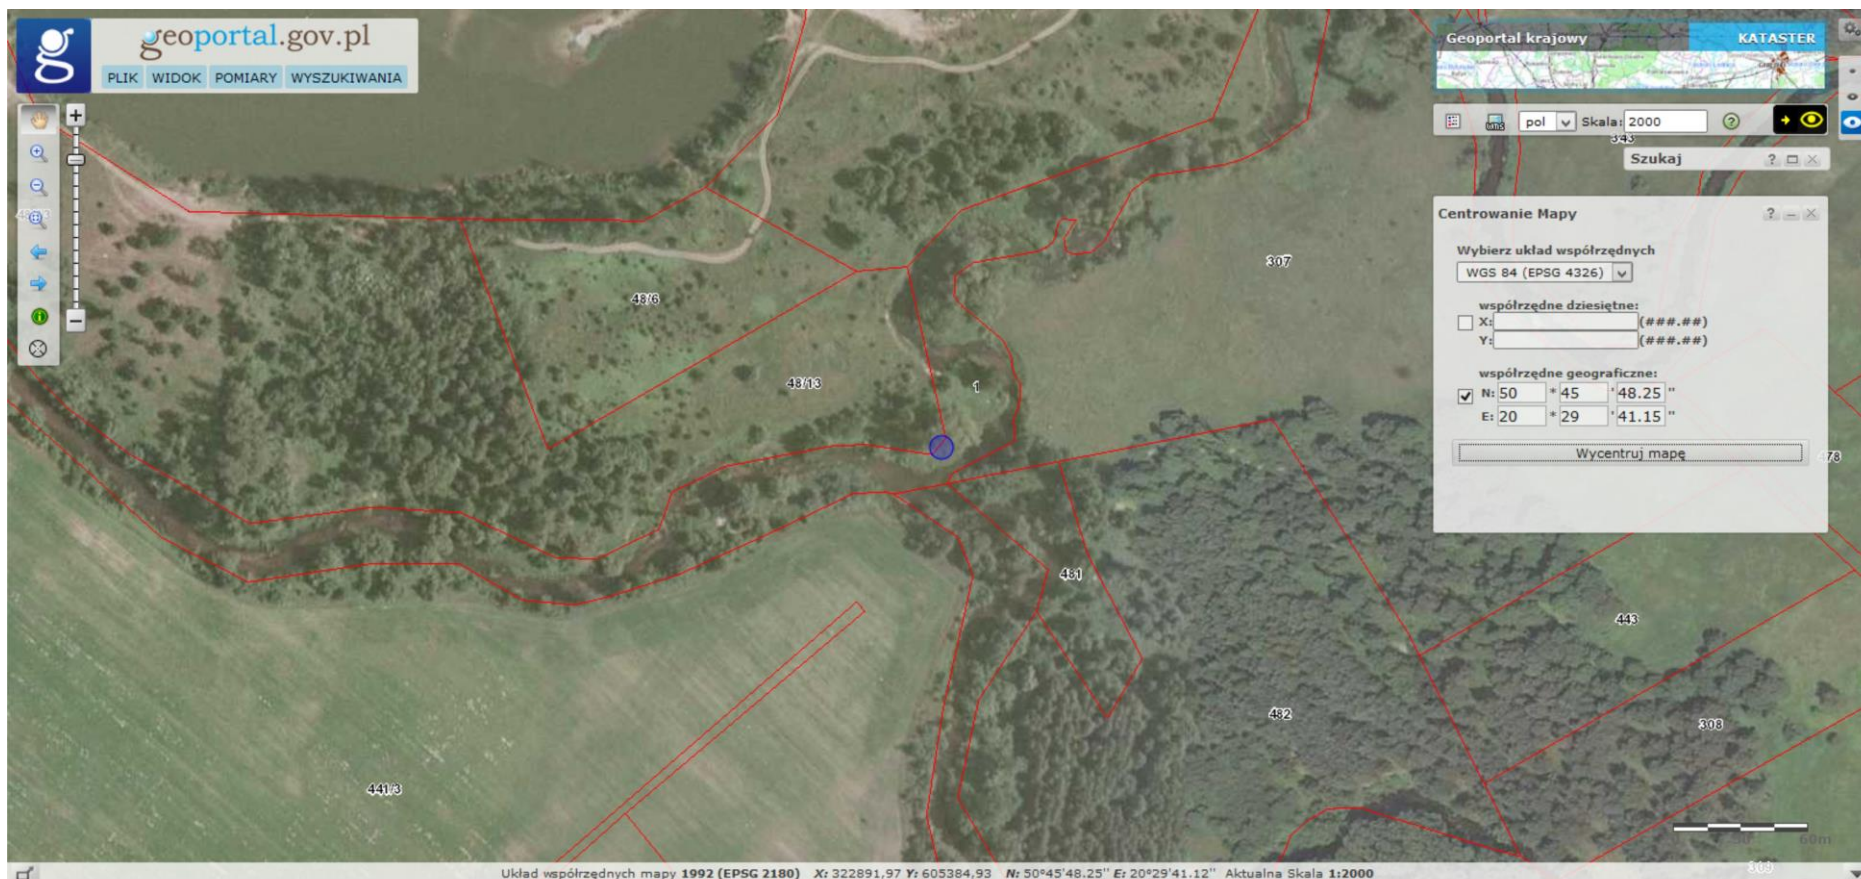 geoportal.gov.pl
PLIK WIDOK POMIARY WYSZUKIWANIA
Geoportal krajowy KATASTER
pol Skala: 2000
343
Szukaj
Centrowanie Mapy
Wybierz układ współrzędnych
WGS 84 (EPSG 4326)
współrzędne dziesiętne:
X: (###.##)
Y: (###.##)
współrzędne geograficzne:
N: 50 ° 45 ' 48.25 "
E: 20 ° 29 ' 41.15 "
Wycentruj mapę
478
307
48/6
48/13
1
481
443
482
308
441/3
60m
Układ współrzędnych mapy 1992 (EPSG 2180) X: 322891,97 Y: 605384,93 N: 50°45'48.25" E: 20°29'41.12" Aktualna Skala 1:2000